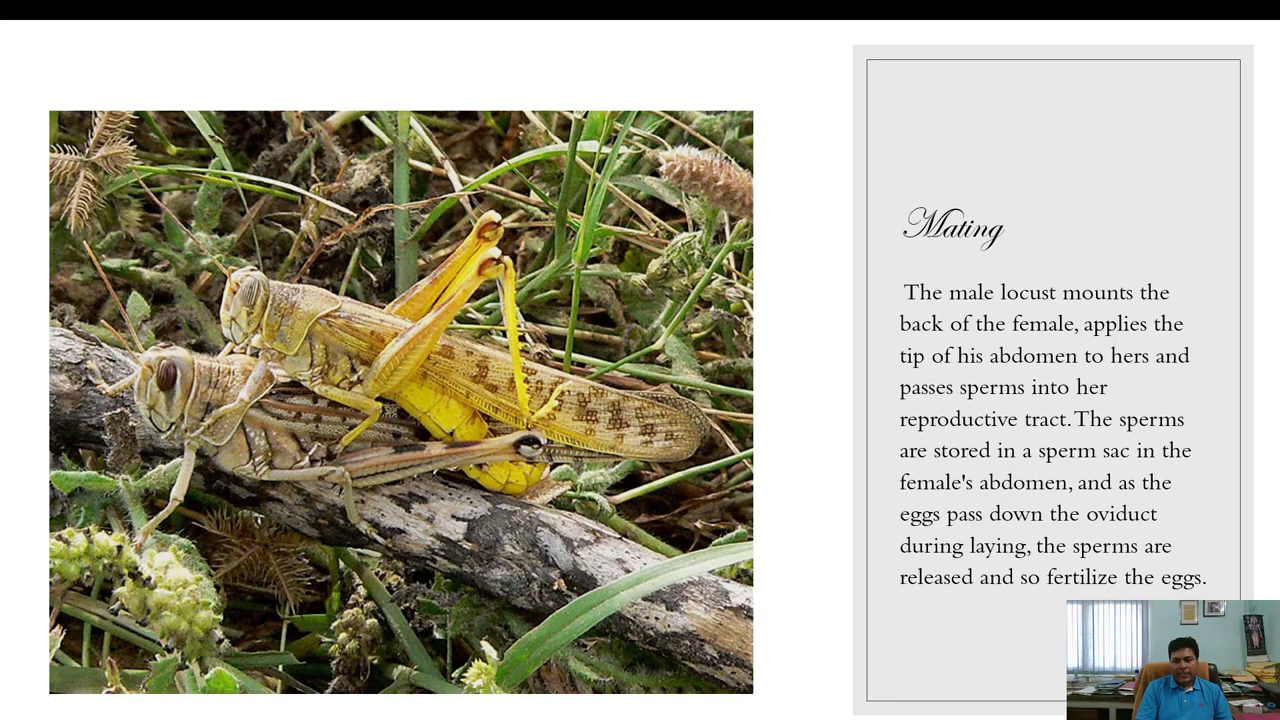 Mating
The male locust mounts the
back of the female, applies the
tip of his abdomen to hers and
passes sperms into her
reproductive tract. The sperms
are stored in a sperm sac in the
female's abdomen, and as the
eggs pass down the oviduct
during laying, the sperms are
released and so fertilize the eggs.